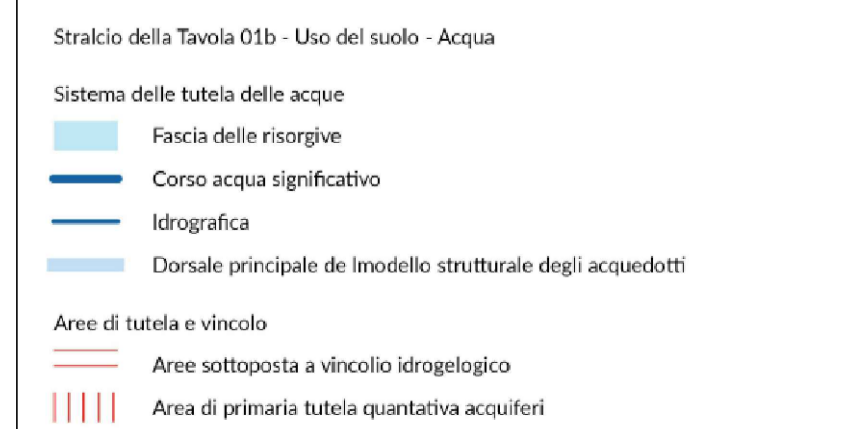 Stralcio della Tavola 01b - Uso del suolo - Acqua
Sistema delle tutela delle acque
Fascia delle risorgive
Corso acqua significativo
Idrografica
Dorsale principale de lmodello strutturale degli acquedotti
Aree di tutela e vincolo
Aree sottoposta a vincolio idrogelogico
Area di primaria tutela quantativa acquiferi